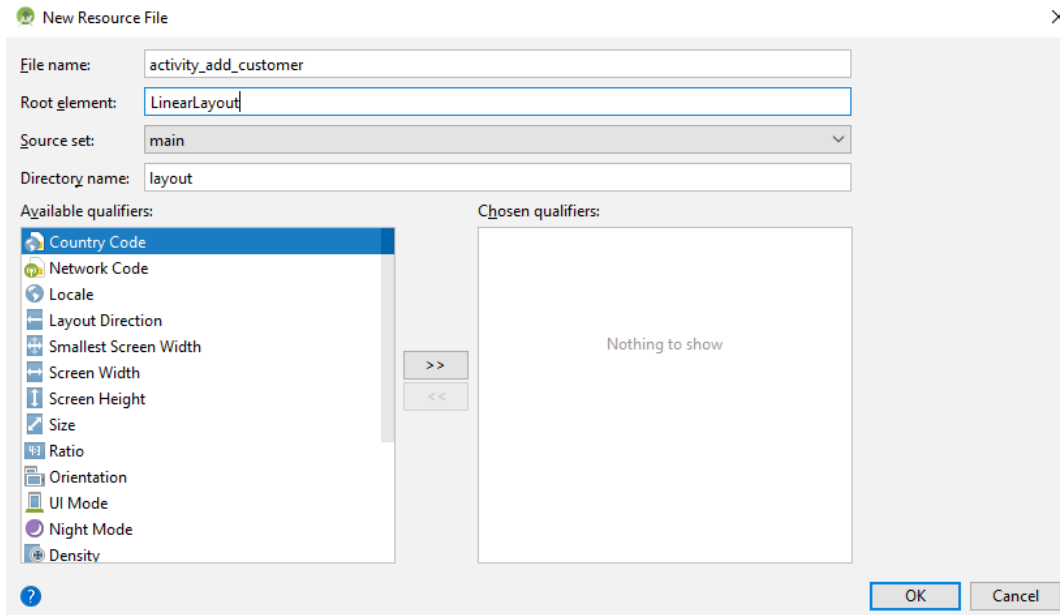 New Resource File
File name: activity_add_customer
Root element: LinearLayout
Source set: main
Directory name: layout
Available qualifiers:
Country Code
Network Code
Locale
Layout Direction
Smallest Screen Width
Screen Width
Screen Height
Size
4:3 Ratio
Orientation
UI Mode
Night Mode
Density
>>
<<
Chosen qualifiers:
Nothing to show
?
OK Cancel